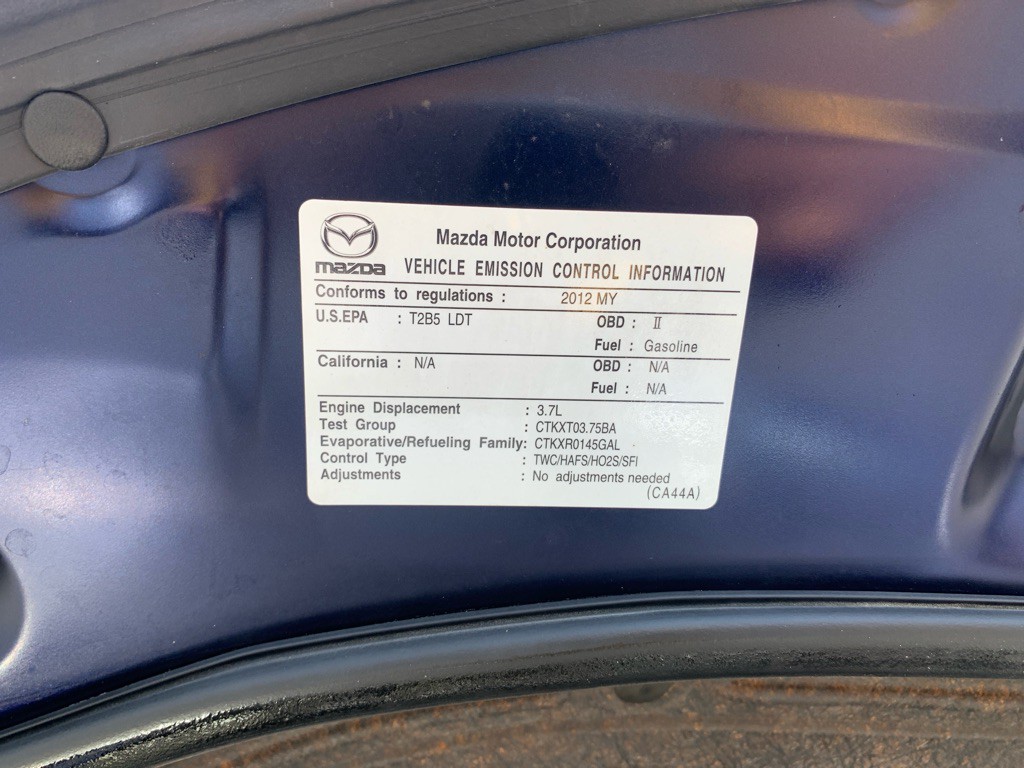 mazda
Mazda Motor Corporation
VEHICLE EMISSION CONTROL INFORMATION
Conforms to regulations : 2012 MY
U.S.EPA : T2B5 LDT OBD : II
Fuel : Gasoline
California : N/A OBD : N/A
Fuel : N/A
Engine Displacement : 3.7L
Test Group : CTKXT03.75BA
Evaporative/Refueling Family: CTKXR0145GAL
Control Type : TWC/HAFS/HO2S/SFI
Adjustments : No adjustments needed
(CA44A)